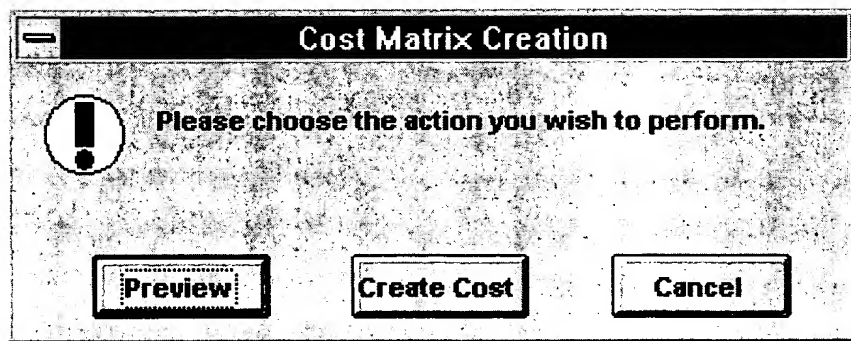 Cost Matrix Creation
Please choose the action you wish to perform.
Preview Create Cost Cancel